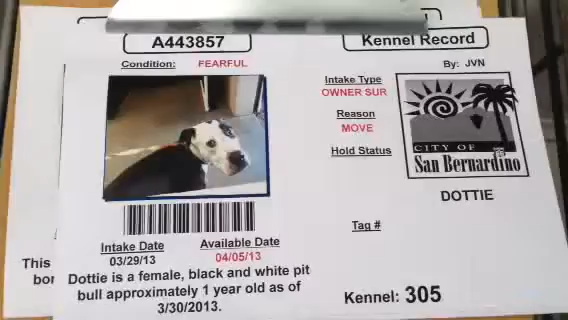 A443857
Kennel Record
Condition: FEARFUL
By: JVN
Intake Type
OWNER SUR
Reason
MOVE
Hold Status
CITY OF
San Bernardino
DOTTIE
Tag #
Intake Date
03/29/13
Available Date
04/05/13
Dottie is a female, black and white pit
bull approximately 1 year old as of
3/30/2013.
Kennel: 305
This